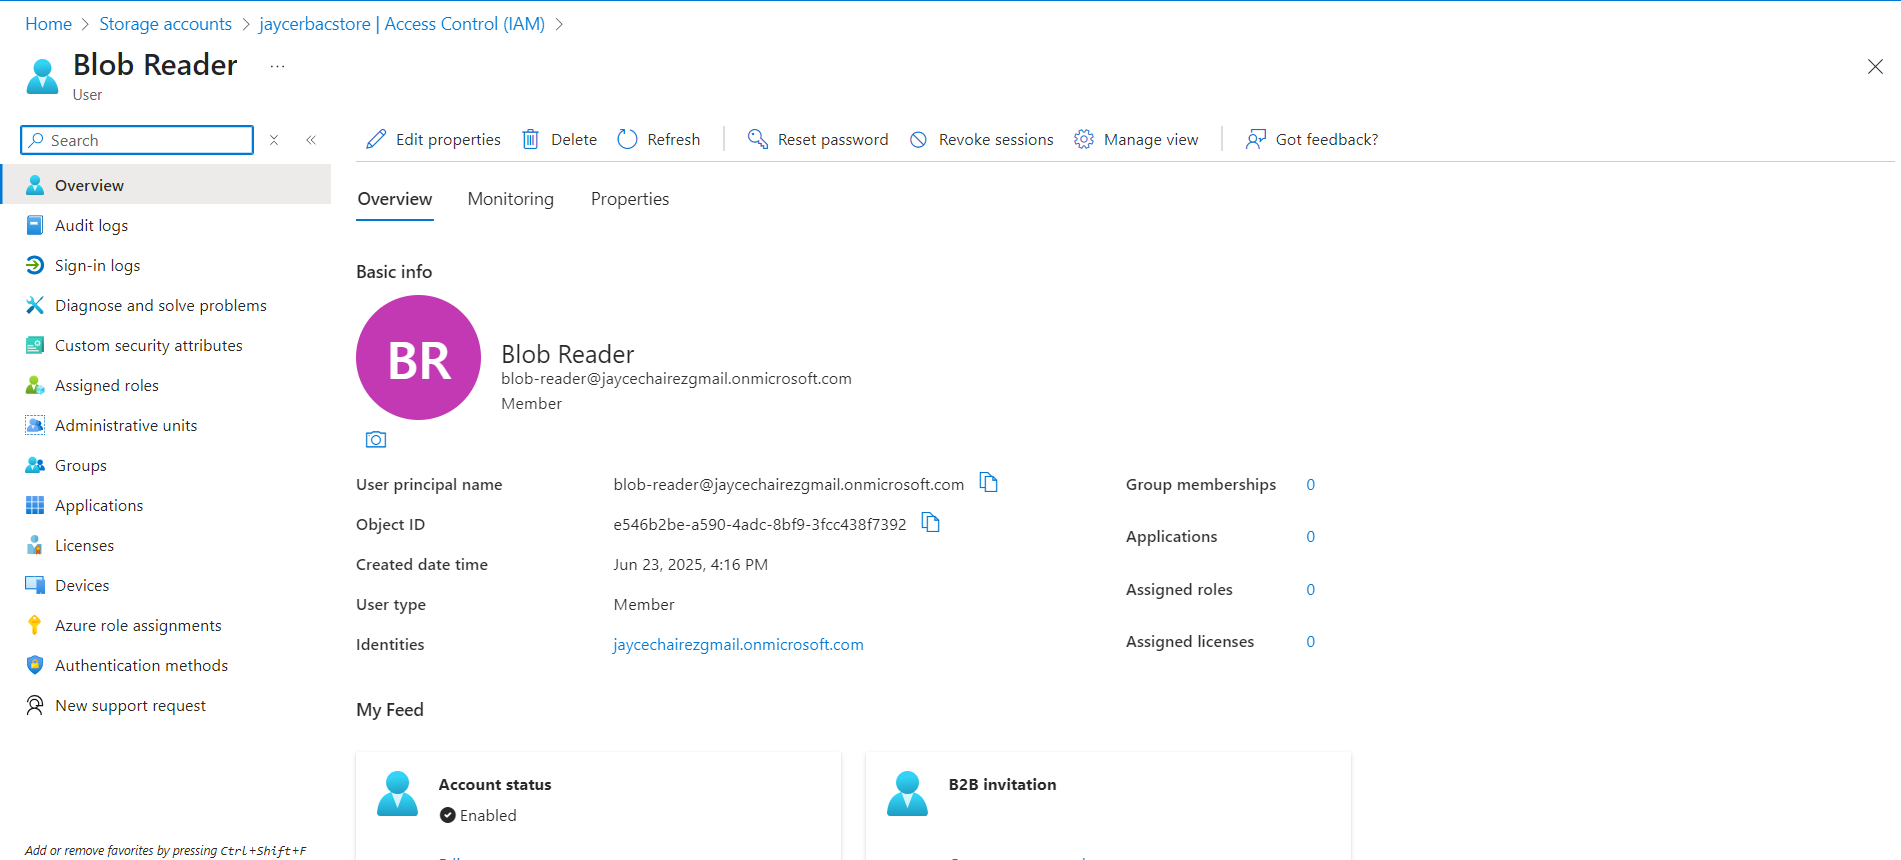 Home > Storage accounts > jaycerbacstore | Access Control (IAM) >
Blob Reader ...
User
Search
Overview
Audit logs
Sign-in logs
Diagnose and solve problems
Custom security attributes
Assigned roles
Administrative units
Groups
Applications
Licenses
Devices
Azure role assignments
Authentication methods
New support request
Add or remove favorites by pressing Ctrl+Shift+F
Edit properties Delete Refresh Reset password Revoke sessions Manage view Got feedback?
Overview Monitoring Properties
Basic info
BR
Blob Reader
blob-reader@jaycechairezgmail.onmicrosoft.com
Member
User principal name blob-reader@jaycechairezgmail.onmicrosoft.com
Object ID e546b2be-a590-4adc-8bf9-3fcc438f7392
Created date time Jun 23, 2025, 4:16 PM
User type Member
Identities jaycechairezgmail.onmicrosoft.com
Group memberships 0
Applications 0
Assigned roles 0
Assigned licenses 0
My Feed
Account status
Enabled
B2B invitation